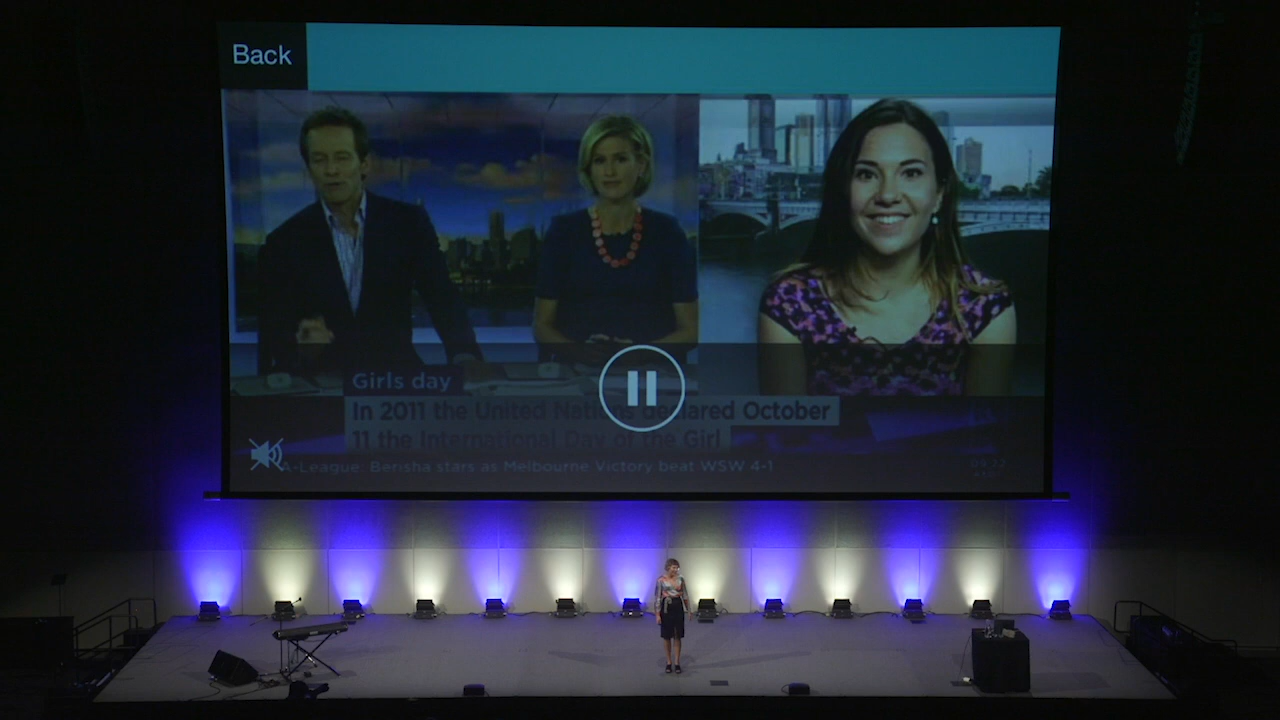 Back
Girls day
In 2011 the United Nations declared October
11 the International Day of the Girl
A-League: Berisha stars as Melbourne Victory beat WSW 4-1